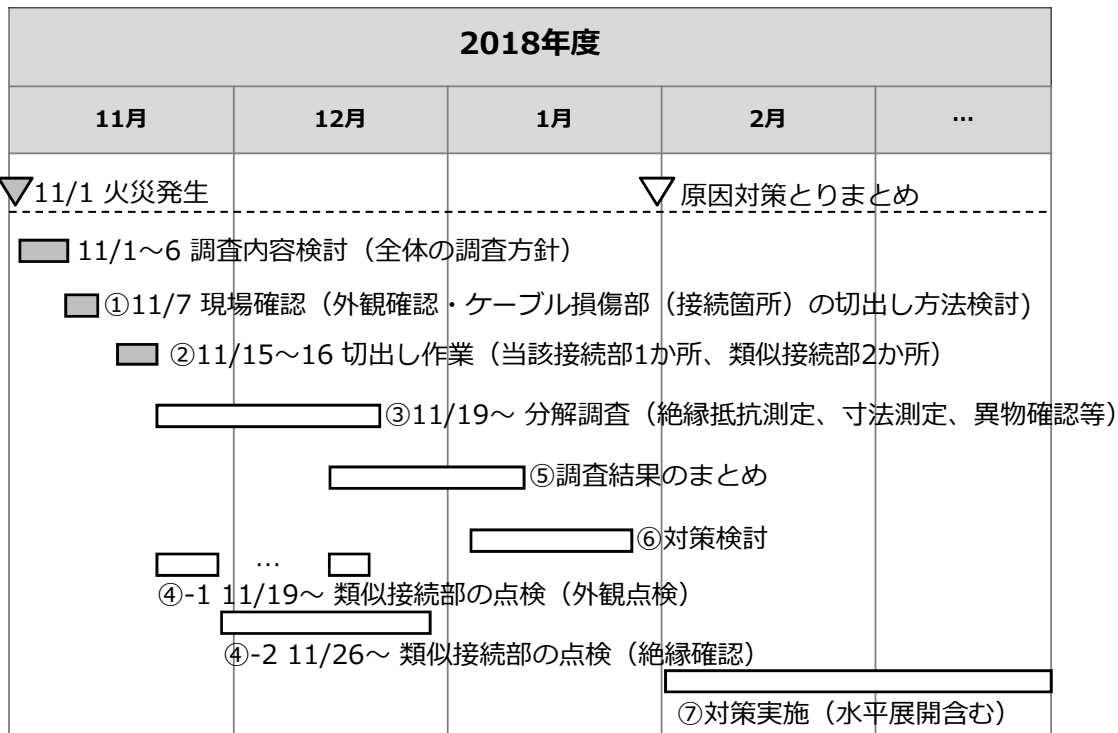 2018年度
11月 12月 1月 2月 …
11/1 火災発生 原因対策とりまとめ
11/1～6 調査内容検討（全体の調査方針）
①11/7 現場確認（外観確認・ケーブル損傷部（接続箇所）の切出し方法検討)
②11/15～16 切出し作業（当該接続部1か所、類似接続部2か所）
③11/19～ 分解調査（絶縁抵抗測定、寸法測定、異物確認等）
⑤調査結果のまとめ
⑥対策検討
…
④-1 11/19～ 類似接続部の点検（外観点検）
④-2 11/26～ 類似接続部の点検（絶縁確認）
⑦対策実施（水平展開含む）